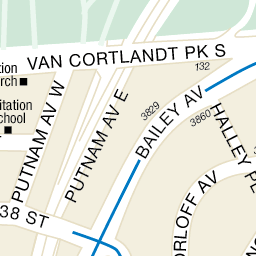 VAN CORTLANDT PK S
132
tion
rch
itation
School
PUTNAM AV W
PUTNAM AV E
3829
BAILEY AV
3860
HALLEY PL
ORLOFF AV
38 ST